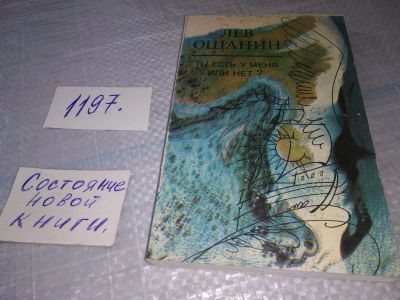 1197.
Состояние
новой
книги.
ЛЕВ
ОШАНИН
ТЫ ЕСТЬ У МЕНЯ
ИЛИ НЕТ?